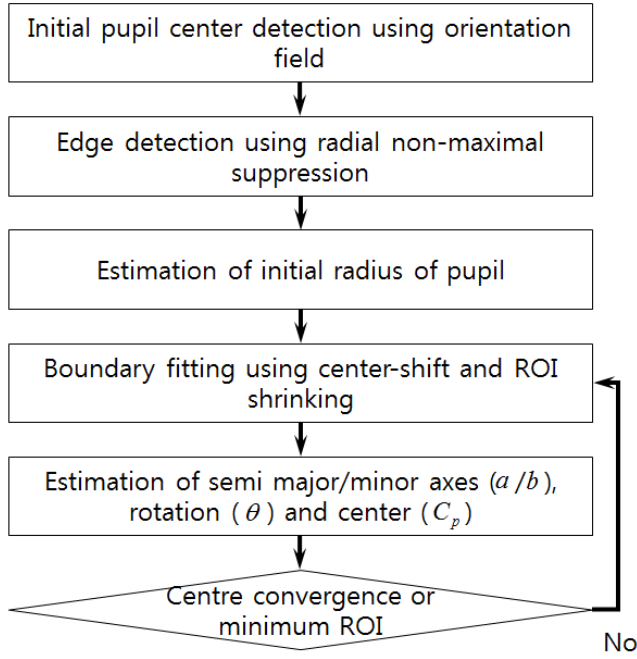 Initial pupil center detection using orientation
field
Edge detection using radial non-maximal
suppression
Estimation of initial radius of pupil
Boundary fitting using center-shift and ROI
shrinking
Estimation of semi major/minor axes (a/b),
rotation (θ) and center (C_p)
Centre convergence or
minimum ROI
No